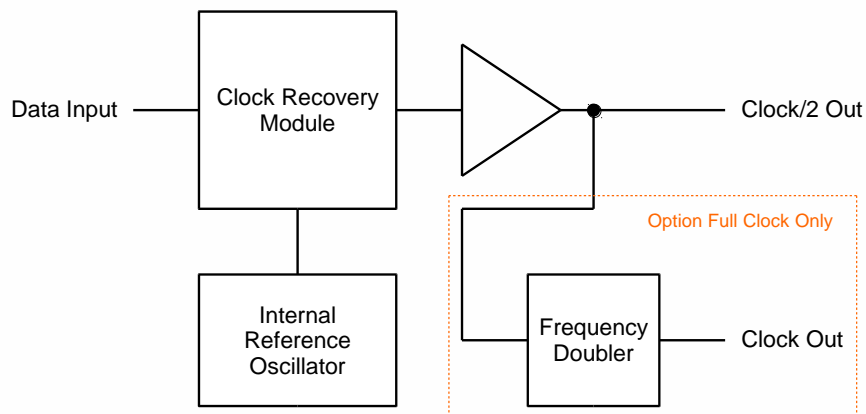 Data Input
Clock Recovery
Module
Clock/2 Out
Option Full Clock Only
Internal
Reference
Oscillator
Frequency
Doubler
Clock Out